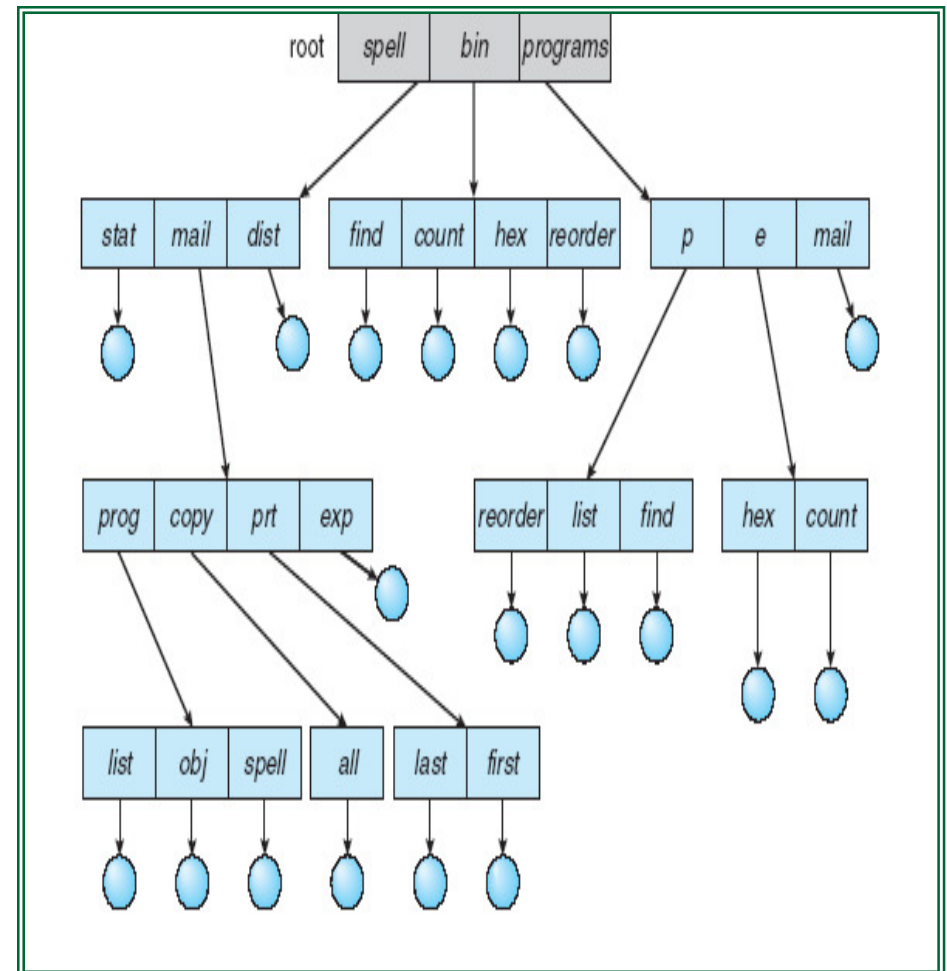 root spell bin programs
stat mail dist find count hex reorder p e mail
prog copy prt exp reorder list find hex count
list obj spell all last first